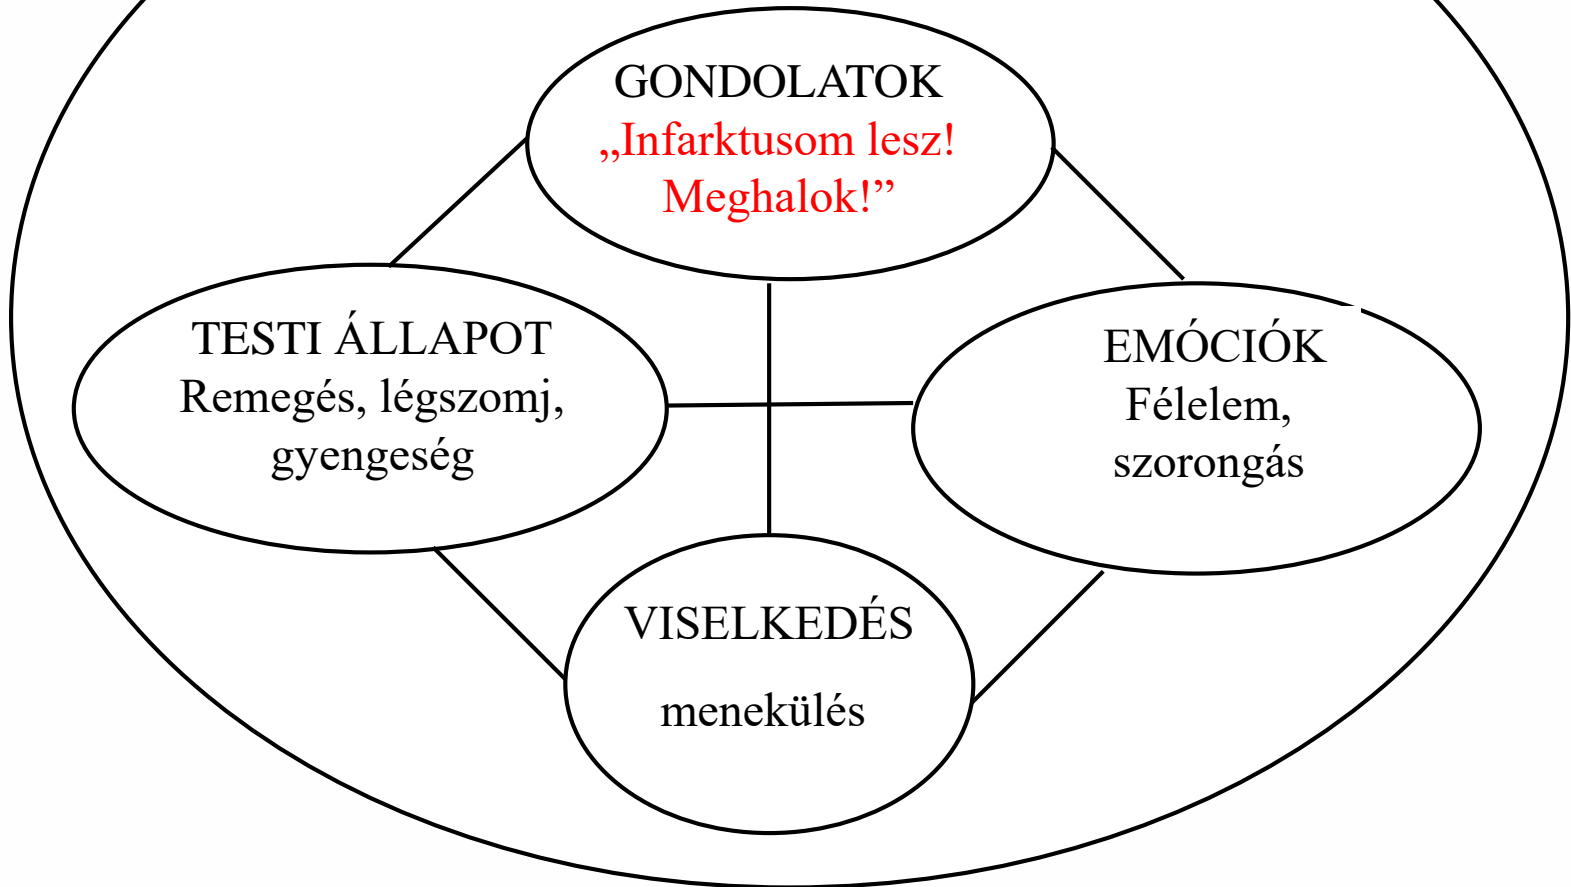 GONDOLATOK
„Infarktusom lesz!
Meghalok!”
TESTI ÁLLAPOT
Remegés, légszomj,
gyengeség
EMÓCIÓK
Félelem,
szorongás
VISELKEDÉS
menekülés